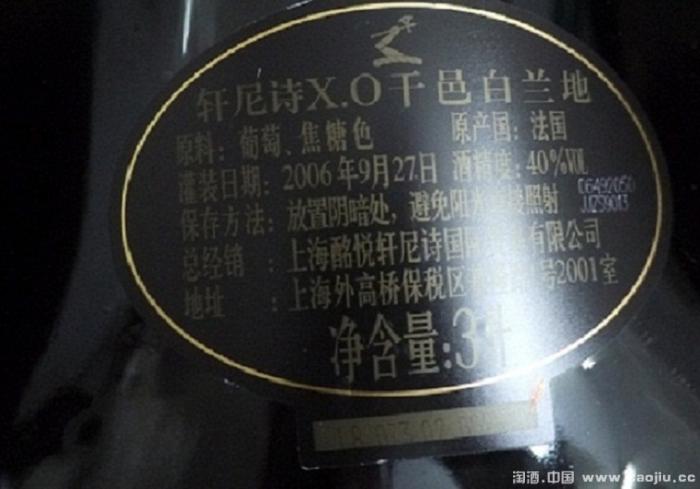 轩尼诗X.O干邑白兰地
原料: 葡萄、焦糖色 原产国: 法国
灌装日期: 2006年9月27日 酒精度: 40%VOL
D6492050
JJZS9013
保存方法: 放置阴暗处, 避免阳光 照射
总经销 : 上海酩悦轩尼诗国 有限公司
地址 : 上海外高桥保税区 号2001室
净含量:3升
淘酒.中国 www.taojiu.cc